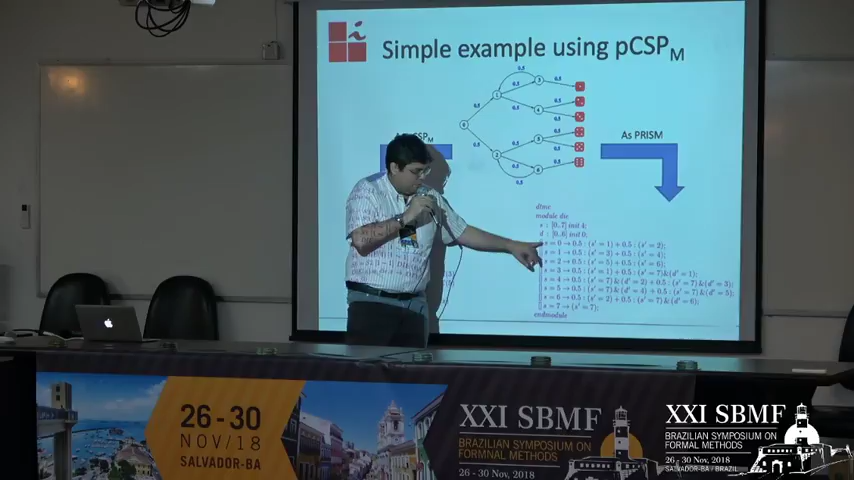 Simple example using pCSP_M
As PRISM
dtmc
module die
s : [0..7] init 4;
d : [0..6] init 0;
s = 0 → 0.5 : (s' = 1) + 0.5 : (s' = 2);
s = 1 → 0.5 : (s' = 3) + 0.5 : (s' = 4);
s = 2 → 0.5 : (s' = 5) + 0.5 : (s' = 6);
s = 3 → 0.5 : (s' = 1) + 0.5 : (s' = 7)&(d' = 1);
s = 4 → 0.5 : (s' = 7)&(d' = 2) + 0.5 : (s' = 7)&(d' = 3);
s = 5 → 0.5 : (s' = 7)&(d' = 4) + 0.5 : (s' = 7)&(d' = 5);
s = 6 → 0.5 : (s' = 2) + 0.5 : (s' = 7)&(d' = 6);
s = 7 → (s' = 7);
endmodule
26-30
NOV/18
SALVADOR-BA
XXI SBMF
BRAZILIAN SYMPOSIUM ON
FORMNAL METHODS
26 - 30 Nov, 2018
XXI SBMF
BRAZILIAN SYMPOSIUM ON
FORMAL METHODS
26 - 30 Nov, 2018
SALVADOR-BA / BRAZIL